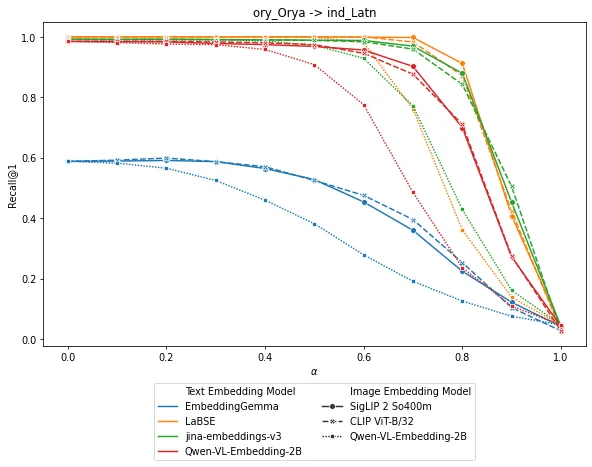 ory_Orya -> ind_Latn
1.0
0.8
0.6
0.4
0.2
0.0
Recall@1
0.0 0.2 0.4 0.6 0.8 1.0
α
Text Embedding Model
EmbeddingGemma
LaBSE
jina-embeddings-v3
Qwen-VL-Embedding-2B
Image Embedding Model
SigLIP 2 So400m
CLIP ViT-B/32
Qwen-VL-Embedding-2B